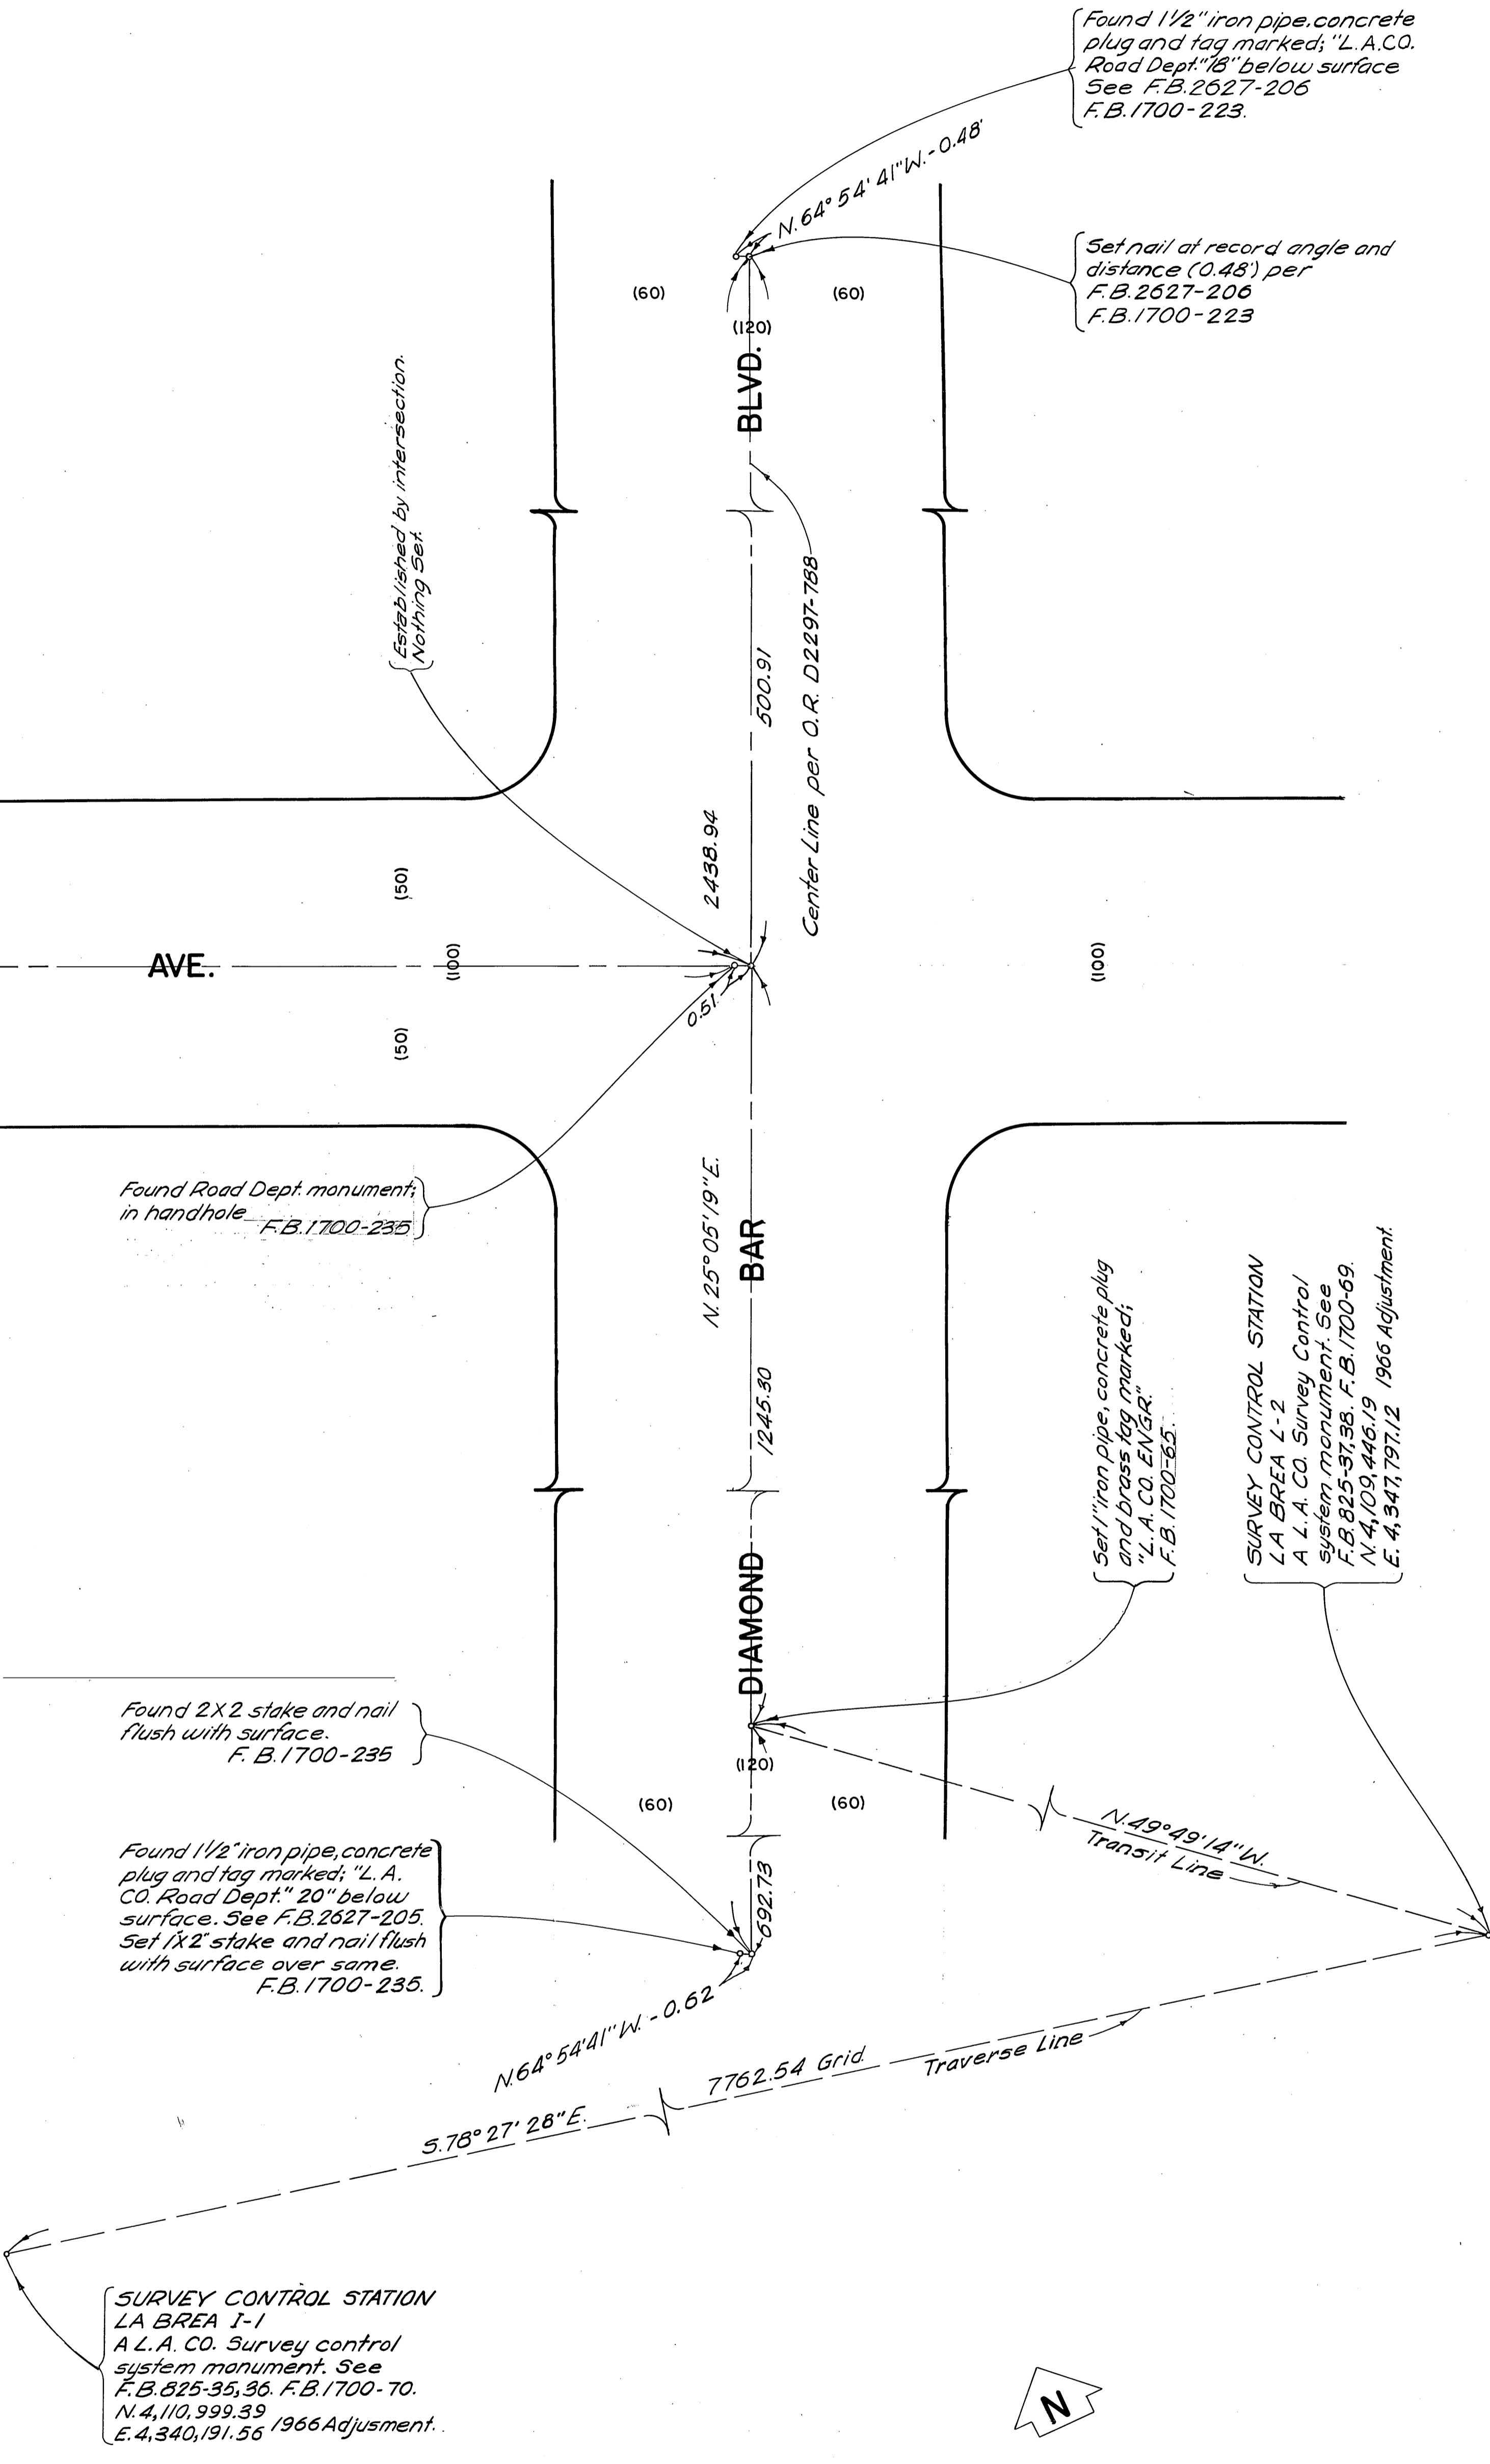 Found 1 1/2" iron pipe, concrete
plug and tag marked; "L.A.CO.
Road Dept." 18" below surface
See F.B. 2627-206
F.B. 1700-223.
N. 64° 54' 41" W. - 0.48'
Set nail at record angle and
distance (0.48') per
F.B. 2627-206
F.B. 1700-223
(60)
(60)
(120)
BLVD.
Established by intersection.
Nothing Set.
500.91
Center Line per O.R. D2297-788
2438.94
(50)
AVE.
(100)
(100)
(50)
0.51
Found Road Dept. monument;
in handhole
F.B. 1700-235
N. 25° 05' 19" E.
BAR
1245.30
Set 1" iron pipe, concrete plug
and brass tag marked;
"L.A. CO. ENGR."
F.B. 1700-65.
SURVEY CONTROL STATION
LA BREA L-2
A L.A. CO. Survey Control
system monument. See
F.B. 825-37,38. F.B. 1700-69.
N. 4,109,446.19
E. 4,347,797.12 1966 Adjustment.
DIAMOND
Found 2X2 stake and nail
flush with surface.
F.B. 1700-235
(120)
(60)
(60)
N. 49° 49' 14" W.
Transit Line
Found 1 1/2" iron pipe, concrete
plug and tag marked; "L.A.
CO. Road Dept." 20" below
surface. See F.B. 2627-205.
Set 1"X2" stake and nail flush
with surface over same.
F.B. 1700-235.
692.73
N. 64° 54' 41" W. - 0.62
7762.54 Grid.
Traverse Line
S. 78° 27' 28" E.
SURVEY CONTROL STATION
LA BREA I-1
A L.A. CO. Survey control
system monument. See
F.B. 825-35,36. F.B. 1700-70.
N. 4,110,999.39
E. 4,340,191.56 1966 Adjusment.
N